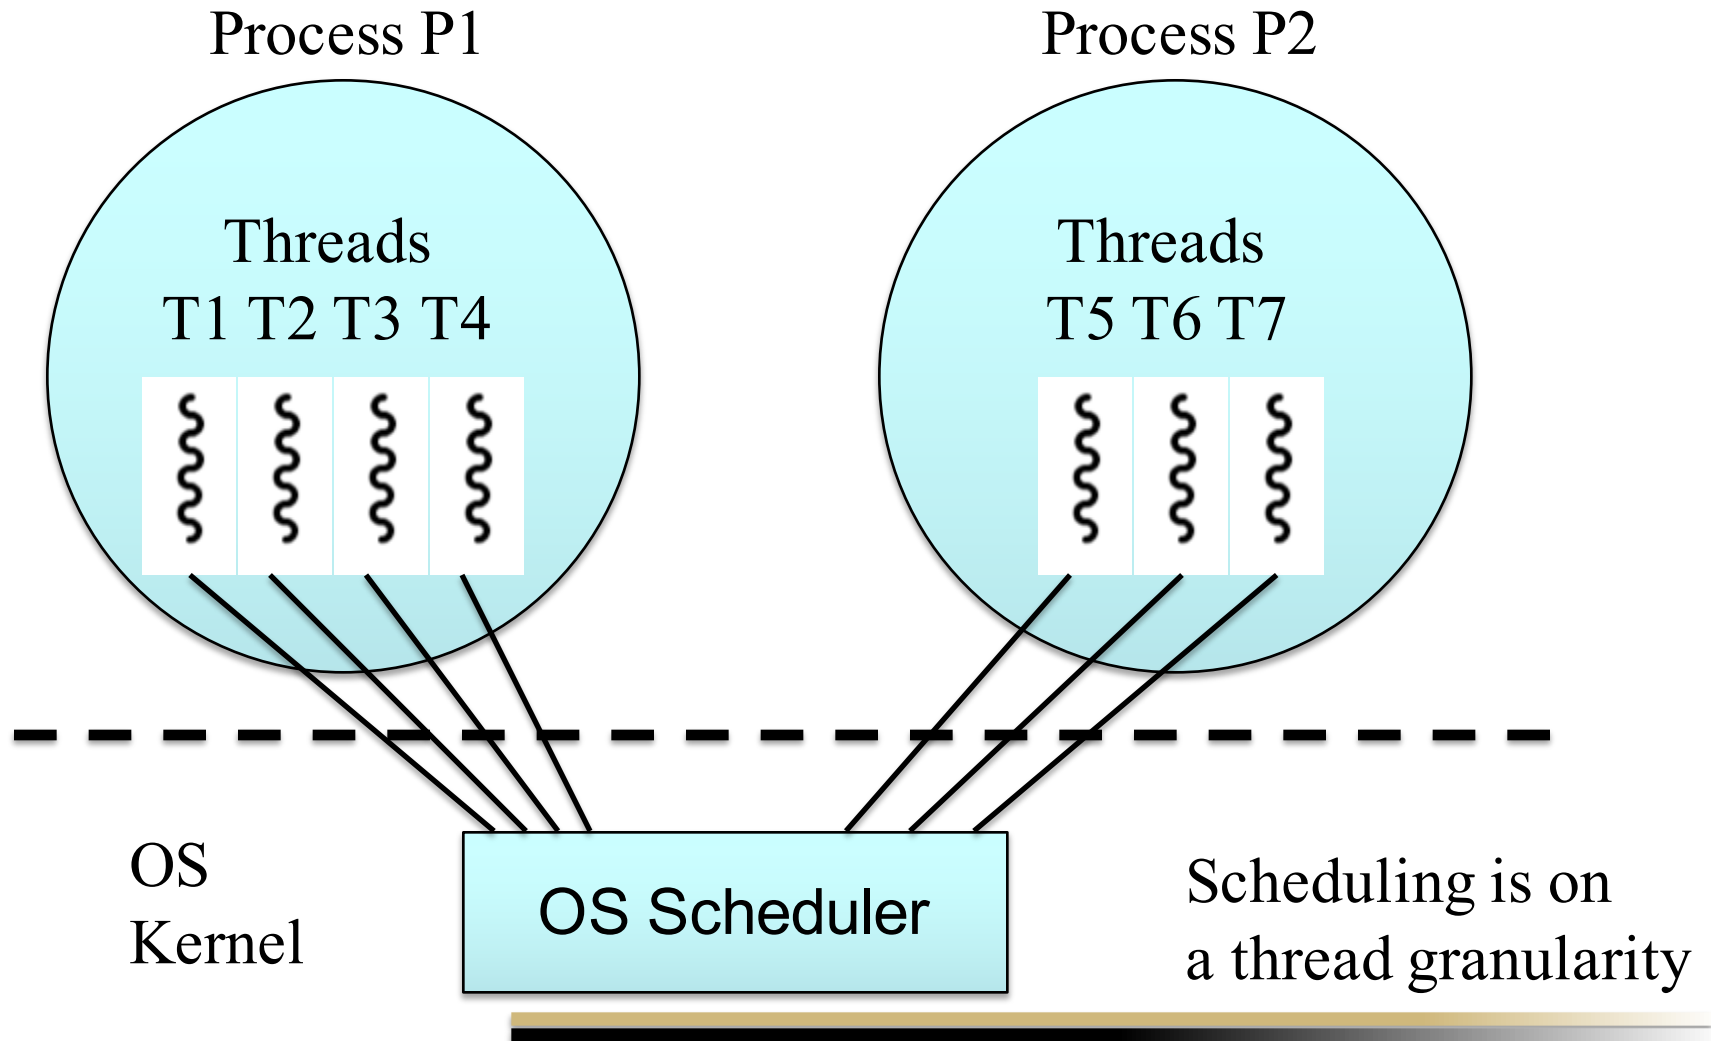 Process P1
Process P2
Threads
T1 T2 T3 T4
Threads
T5 T6 T7
OS
Kernel
OS Scheduler
Scheduling is on
a thread granularity